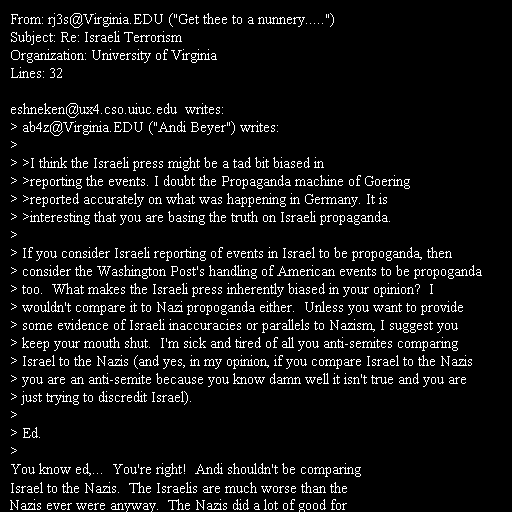 From: rj3s@Virginia.EDU ("Get thee to a nunnery.....")
Subject: Re: Israeli Terrorism
Organization: University of Virginia
Lines: 32

eshneken@ux4.cso.uiuc.edu  writes:
> ab4z@Virginia.EDU ("Andi Beyer") writes:
>
> >I think the Israeli press might be a tad bit biased in
> >reporting the events. I doubt the Propaganda machine of Goering
> >reported accurately on what was happening in Germany. It is
> >interesting that you are basing the truth on Israeli propaganda.
>
> If you consider Israeli reporting of events in Israel to be propoganda, then
> consider the Washington Post's handling of American events to be propoganda
> too.  What makes the Israeli press inherently biased in your opinion?  I
> wouldn't compare it to Nazi propoganda either.  Unless you want to provide
> some evidence of Israeli inaccuracies or parallels to Nazism, I suggest you
> keep your mouth shut.  I'm sick and tired of all you anti-semites comparing
> Israel to the Nazis (and yes, in my opinion, if you compare Israel to the Nazis
> you are an anti-semite because you know damn well it isn't true and you are
> just trying to discredit Israel).
>
> Ed.
>
You know ed,...  You're right!  Andi shouldn't be comparing
Israel to the Nazis.  The Israelis are much worse than the
Nazis ever were anyway.  The Nazis did a lot of good for